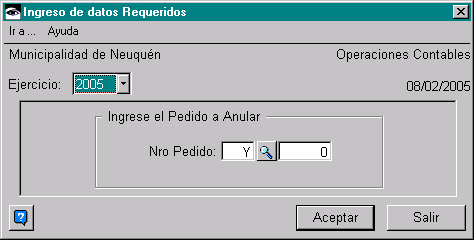 Ingreso de datos Requeridos
Ir a ... Ayuda
Municipalidad de Neuquén Operaciones Contables
Ejercicio: 2005 08/02/2005
Ingrese el Pedido a Anular
Nro Pedido: Y 0
? Aceptar Salir